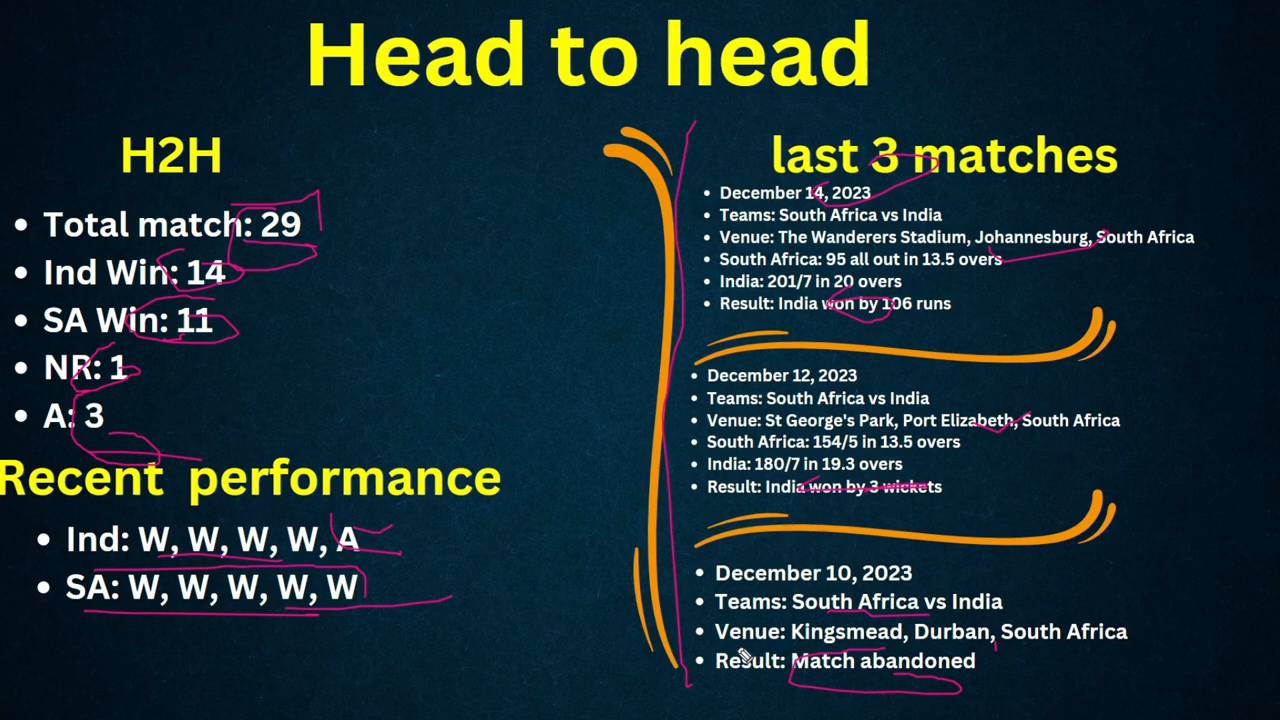 Head to head
H2H
• Total match: 29
• Ind Win: 14
• SA Win: 11
• NR: 1
• A: 3
Recent performance
• Ind: W, W, W, W, A
• SA: W, W, W, W, W
last 3 matches
• December 14, 2023
• Teams: South Africa vs India
• Venue: The Wanderers Stadium, Johannesburg, South Africa
• South Africa: 95 all out in 13.5 overs
• India: 201/7 in 20 overs
• Result: India won by 106 runs
• December 12, 2023
• Teams: South Africa vs India
• Venue: St George's Park, Port Elizabeth, South Africa
• South Africa: 154/5 in 13.5 overs
• India: 180/7 in 19.3 overs
• Result: India won by 3 wickets
• December 10, 2023
• Teams: South Africa vs India
• Venue: Kingsmead, Durban, South Africa
• Result: Match abandoned